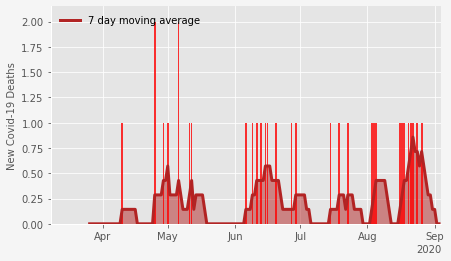 7 day moving average
New Covid-19 Deaths
2.00
1.75
1.50
1.25
1.00
0.75
0.50
0.25
0.00
Apr
May
Jun
Jul
Aug
Sep
2020